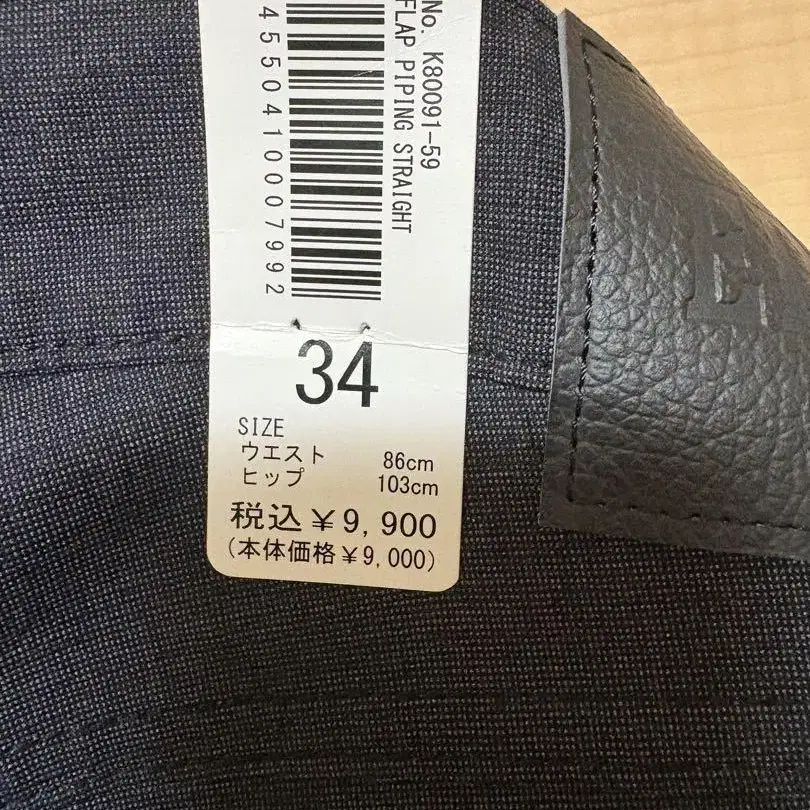 No. K80091-59
FLAP PIPING STRAIGHT
4550410007992
34
SIZE
ウエスト 86cm
ヒップ 103cm
税込¥9,900
(本体価格¥9,000)